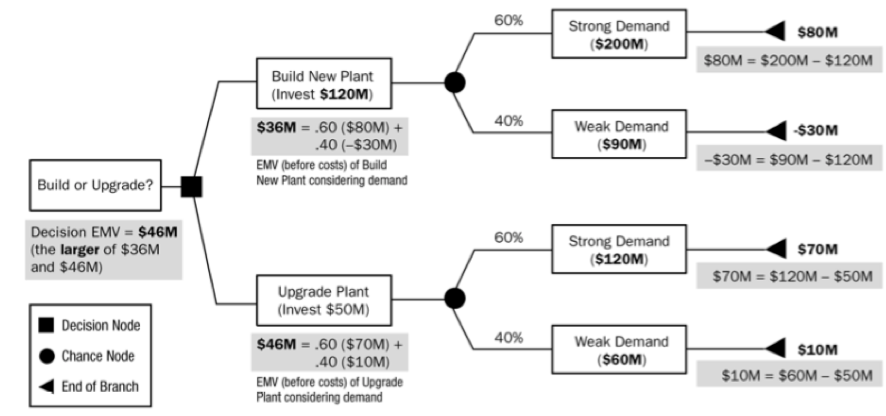 60%
Strong Demand
($200M)
$80M
$80M = $200M – $120M
Build New Plant
(Invest $120M)
$36M = .60 ($80M) +
.40 (–$30M)
EMV (before costs) of Build
New Plant considering demand
40%
Weak Demand
($90M)
-$30M
–$30M = $90M – $120M
Build or Upgrade?
Decision EMV = $46M
(the larger of $36M
and $46M)
60%
Strong Demand
($120M)
$70M
$70M = $120M – $50M
Upgrade Plant
(Invest $50M)
$46M = .60 ($70M) +
.40 ($10M)
EMV (before costs) of Upgrade
Plant considering demand
40%
Weak Demand
($60M)
$10M
$10M = $60M – $50M
Decision Node
Chance Node
End of Branch